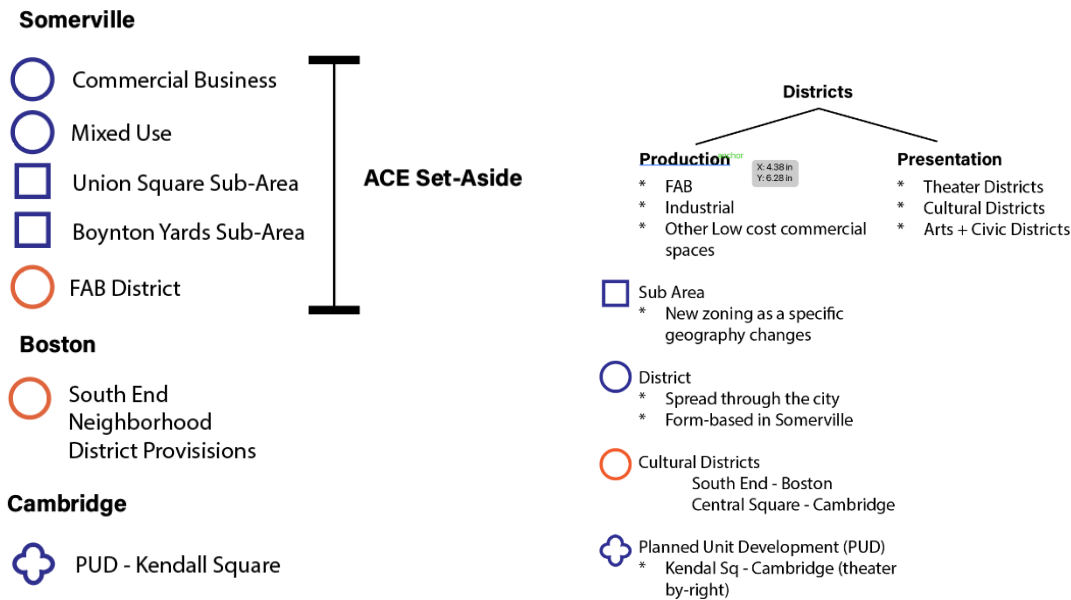 Somerville
Commercial Business
Mixed Use
Union Square Sub-Area
Boynton Yards Sub-Area
FAB District
ACE Set-Aside
Boston
South End
Neighborhood
District Provisisions
Cambridge
PUD - Kendall Square
Districts
Production
anchor
X: 4.38 in
Y: 6.28 in
* FAB
* Industrial
* Other Low cost commercial
spaces
Presentation
* Theater Districts
* Cultural Districts
* Arts + Civic Districts
Sub Area
* New zoning as a specific
geography changes
District
* Spread through the city
* Form-based in Somerville
Cultural Districts
South End - Boston
Central Square - Cambridge
Planned Unit Development (PUD)
* Kendal Sq - Cambridge (theater
by-right)